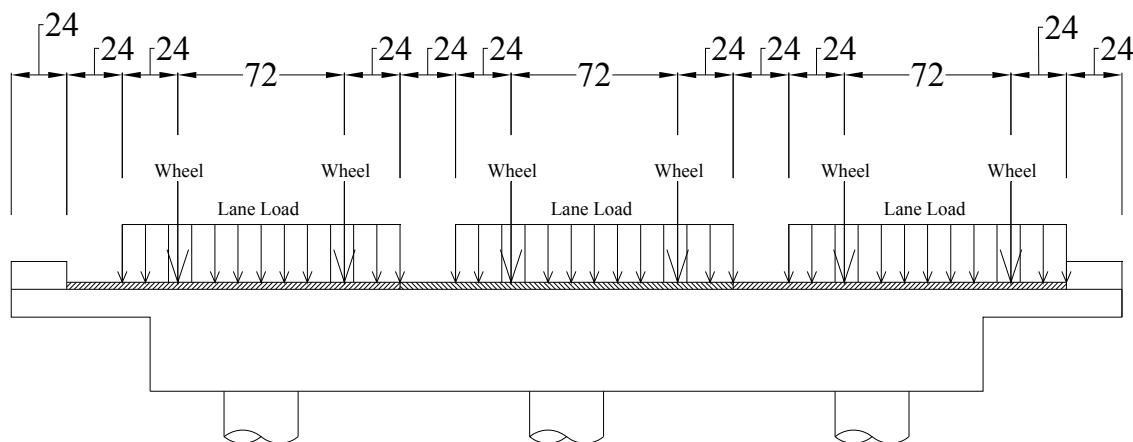 24 24 24 72 24 24 24 72 24 24 24 72 24 24
Wheel Wheel Wheel Wheel Wheel Wheel
Lane Load Lane Load Lane Load